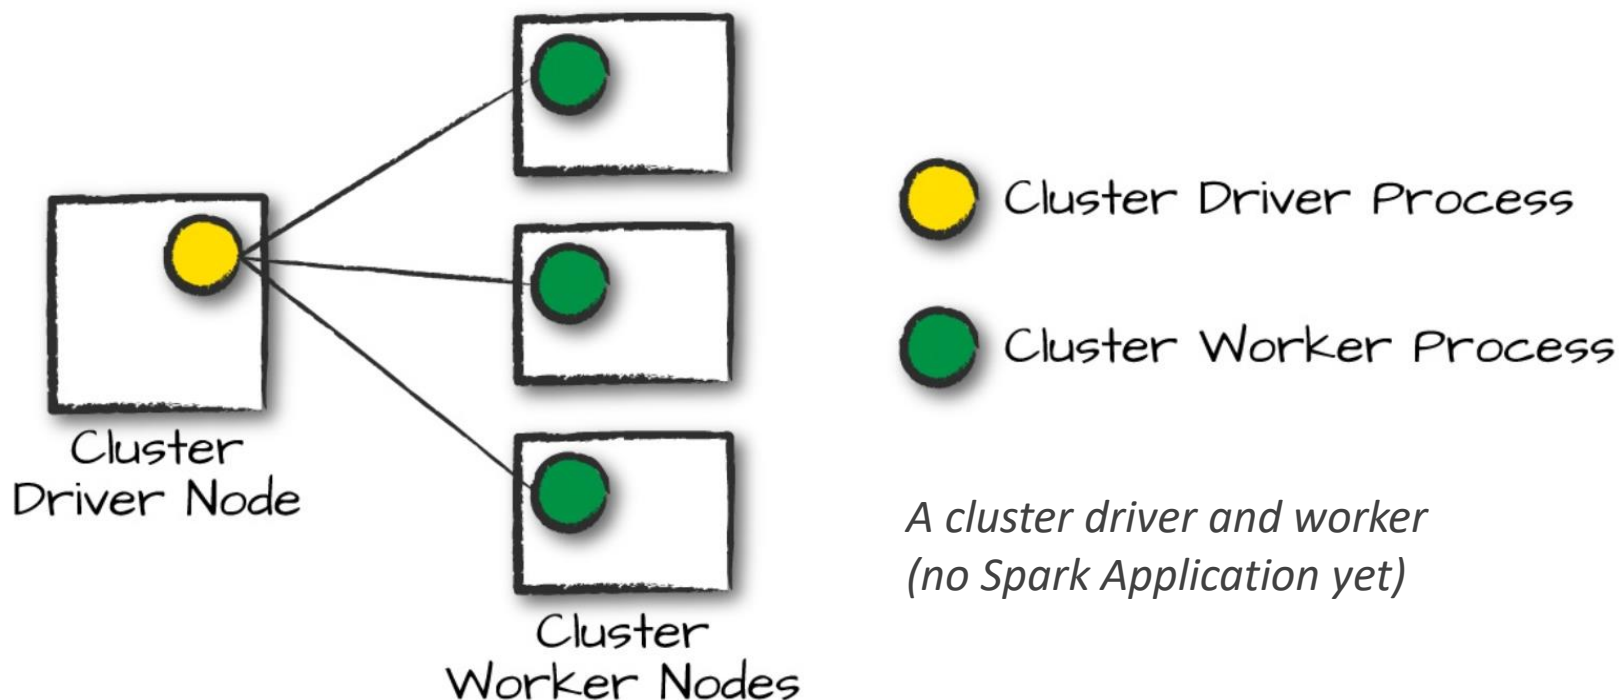 Cluster Driver Process
Cluster Worker Process
Cluster
Driver Node
A cluster driver and worker
(no Spark Application yet)
Cluster
Worker Nodes